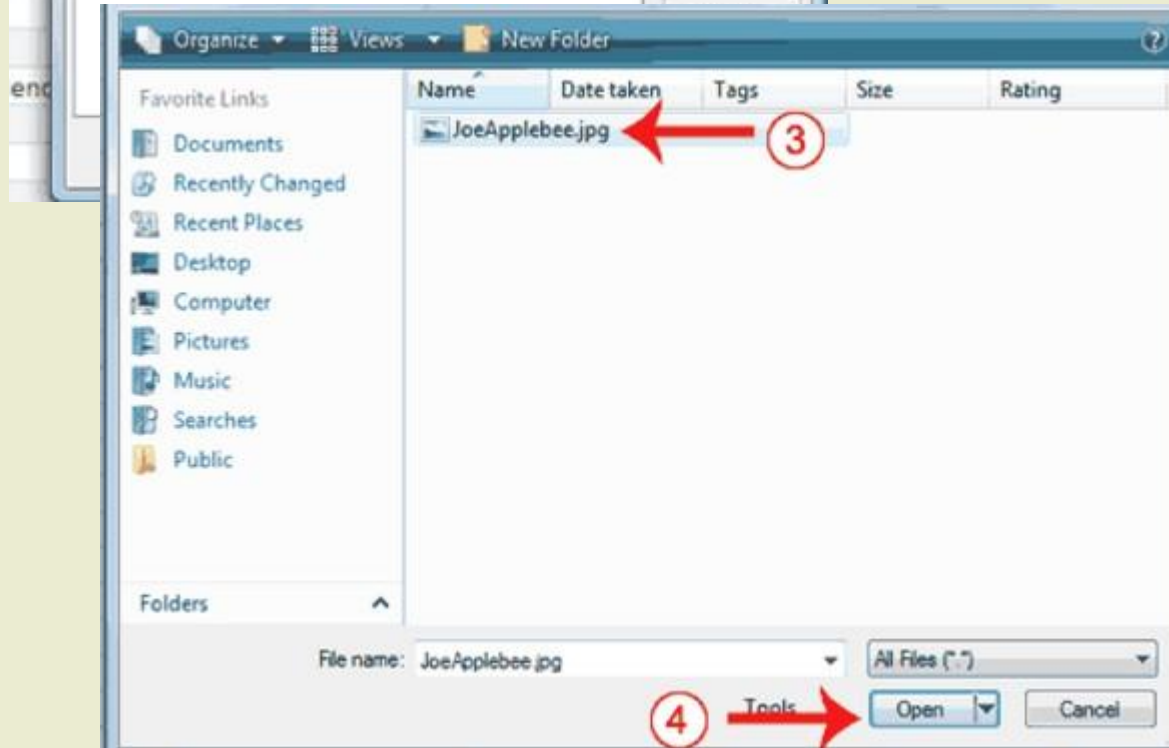 Organize Views New Folder
end
Favorite Links
Name Date taken Tags Size Rating
JoeApplebee.jpg 3
Documents
Recently Changed
Recent Places
Desktop
Computer
Pictures
Music
Searches
Public
Folders
File name: JoeApplebee.jpg All Files (*.*)
4 Tools Open Cancel